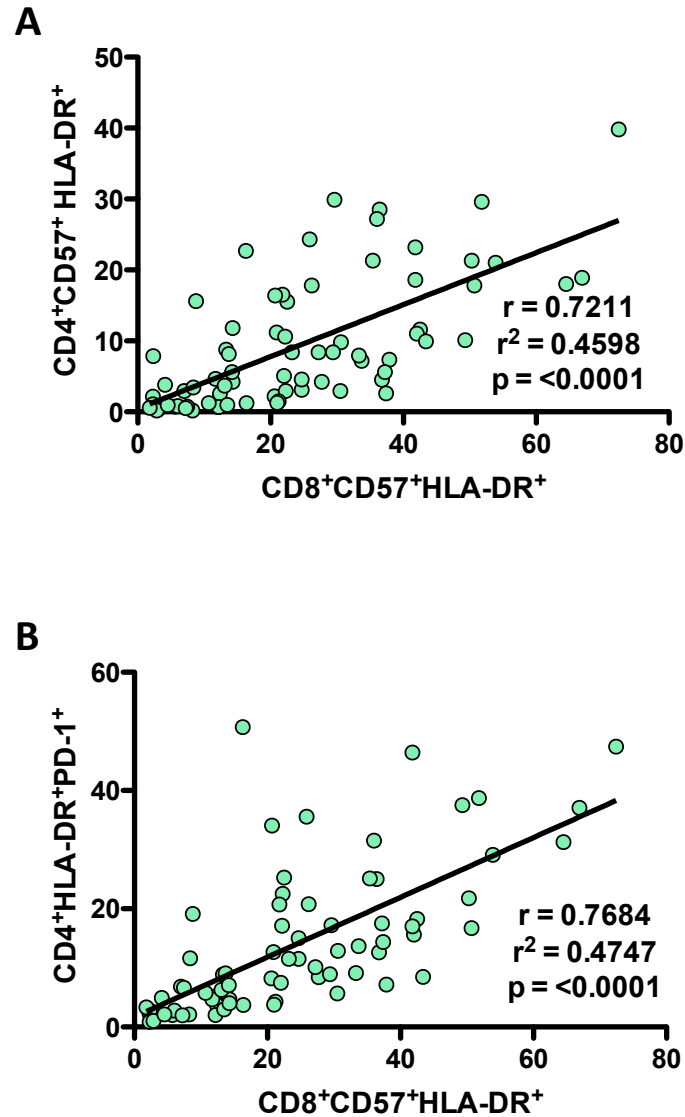 A
50
40
30
20
10
0
CD4⁺CD57⁺ HLA-DR⁺
r = 0.7211
r² = 0.4598
p = <0.0001
0 20 40 60 80
CD8⁺CD57⁺HLA-DR⁺
B
60
40
20
0
CD4⁺HLA-DR⁺PD-1⁺
r = 0.7684
r² = 0.4747
p = <0.0001
0 20 40 60 80
CD8⁺CD57⁺HLA-DR⁺